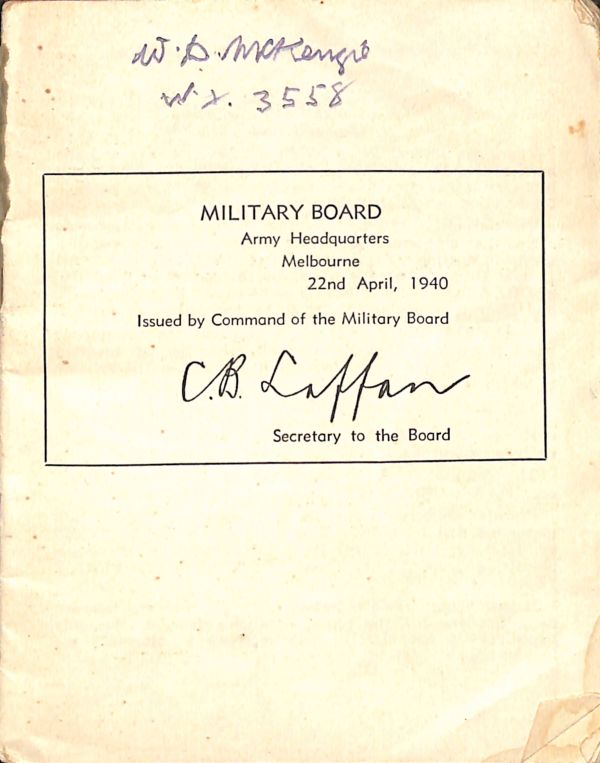 W. D. McKenzie
W.X. 3558
MILITARY BOARD
Army Headquarters
Melbourne
22nd April, 1940
Issued by Command of the Military Board
C.B. Laffan
Secretary to the Board